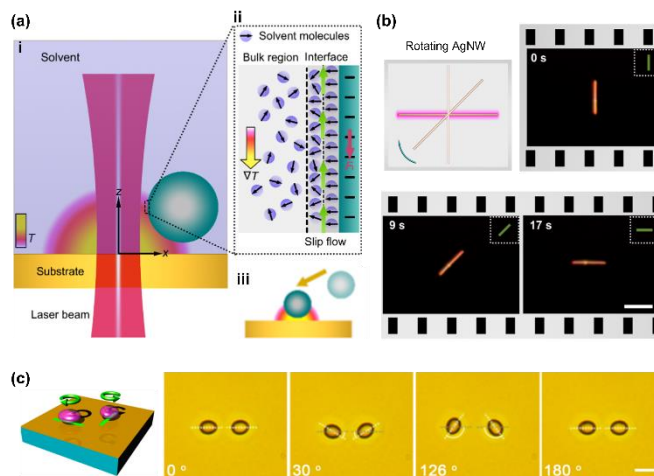 (a)
i
Solvent
z
x
T
Substrate
Laser beam
ii
Solvent molecules
Bulk region Interface
∇T
Slip flow
iii
(b)
Rotating AgNW
0 s
9 s
17 s
(c)
0 °
30 °
126 °
180 °